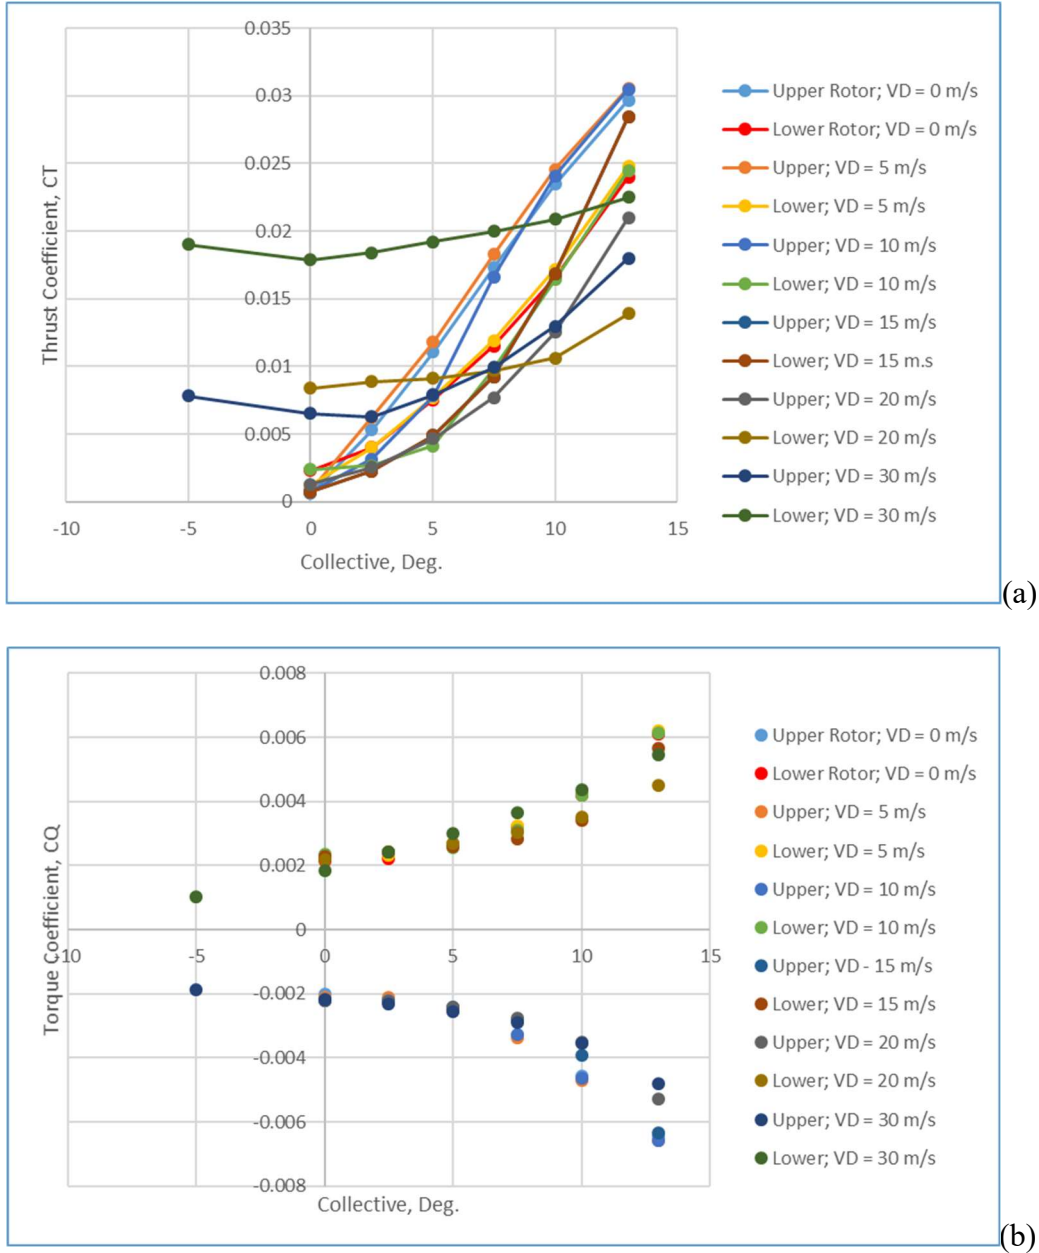 0.035
0.03
0.025
0.02
0.015
0.01
0.005
0
-10 -5 0 5 10 15
Thrust Coefficient, CT
Collective, Deg.
Upper Rotor; VD = 0 m/s
Lower Rotor; VD = 0 m/s
Upper; VD = 5 m/s
Lower; VD = 5 m/s
Upper; VD = 10 m/s
Lower; VD = 10 m/s
Upper; VD = 15 m/s
Lower; VD = 15 m.s
Upper; VD = 20 m/s
Lower; VD = 20 m/s
Upper; VD = 30 m/s
Lower; VD = 30 m/s
(a)
0.008
0.006
0.004
0.002
0
-10 -5 0 5 10 15
-0.002
-0.004
-0.006
-0.008
Torque Coefficient, CQ
Collective, Deg.
Upper Rotor; VD = 0 m/s
Lower Rotor; VD = 0 m/s
Upper; VD = 5 m/s
Lower; VD = 5 m/s
Upper; VD = 10 m/s
Lower; VD = 10 m/s
Upper; VD - 15 m/s
Lower; VD = 15 m/s
Upper; VD = 20 m/s
Lower; VD = 20 m/s
Upper; VD = 30 m/s
Lower; VD = 30 m/s
(b)